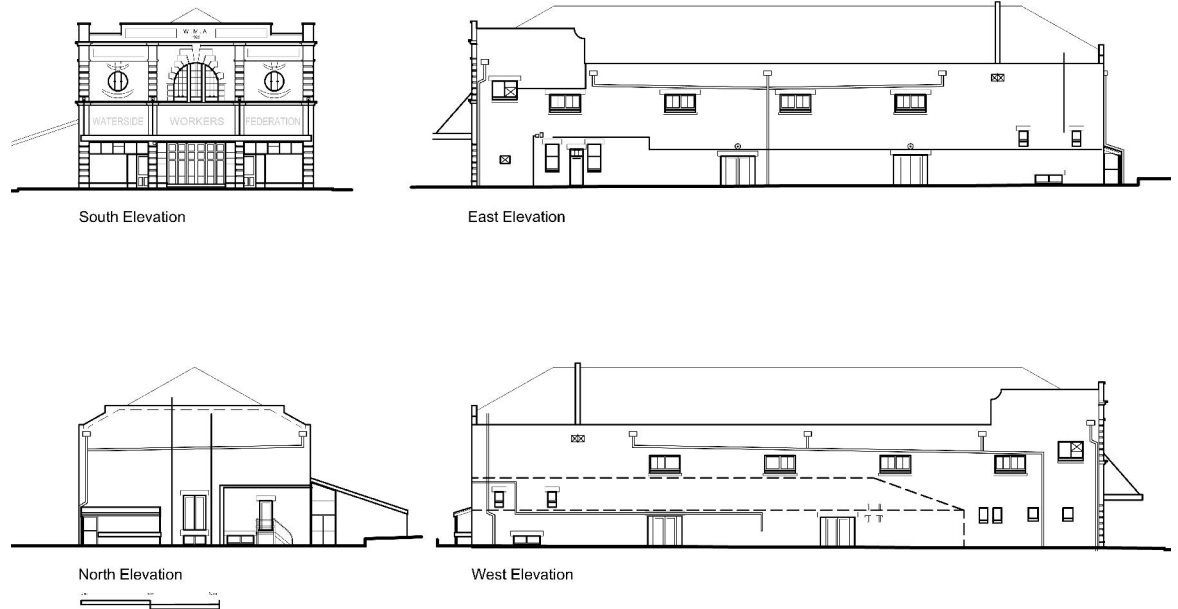 W M A
WATERSIDE WORKERS FEDERATION
South Elevation
East Elevation
North Elevation
West Elevation